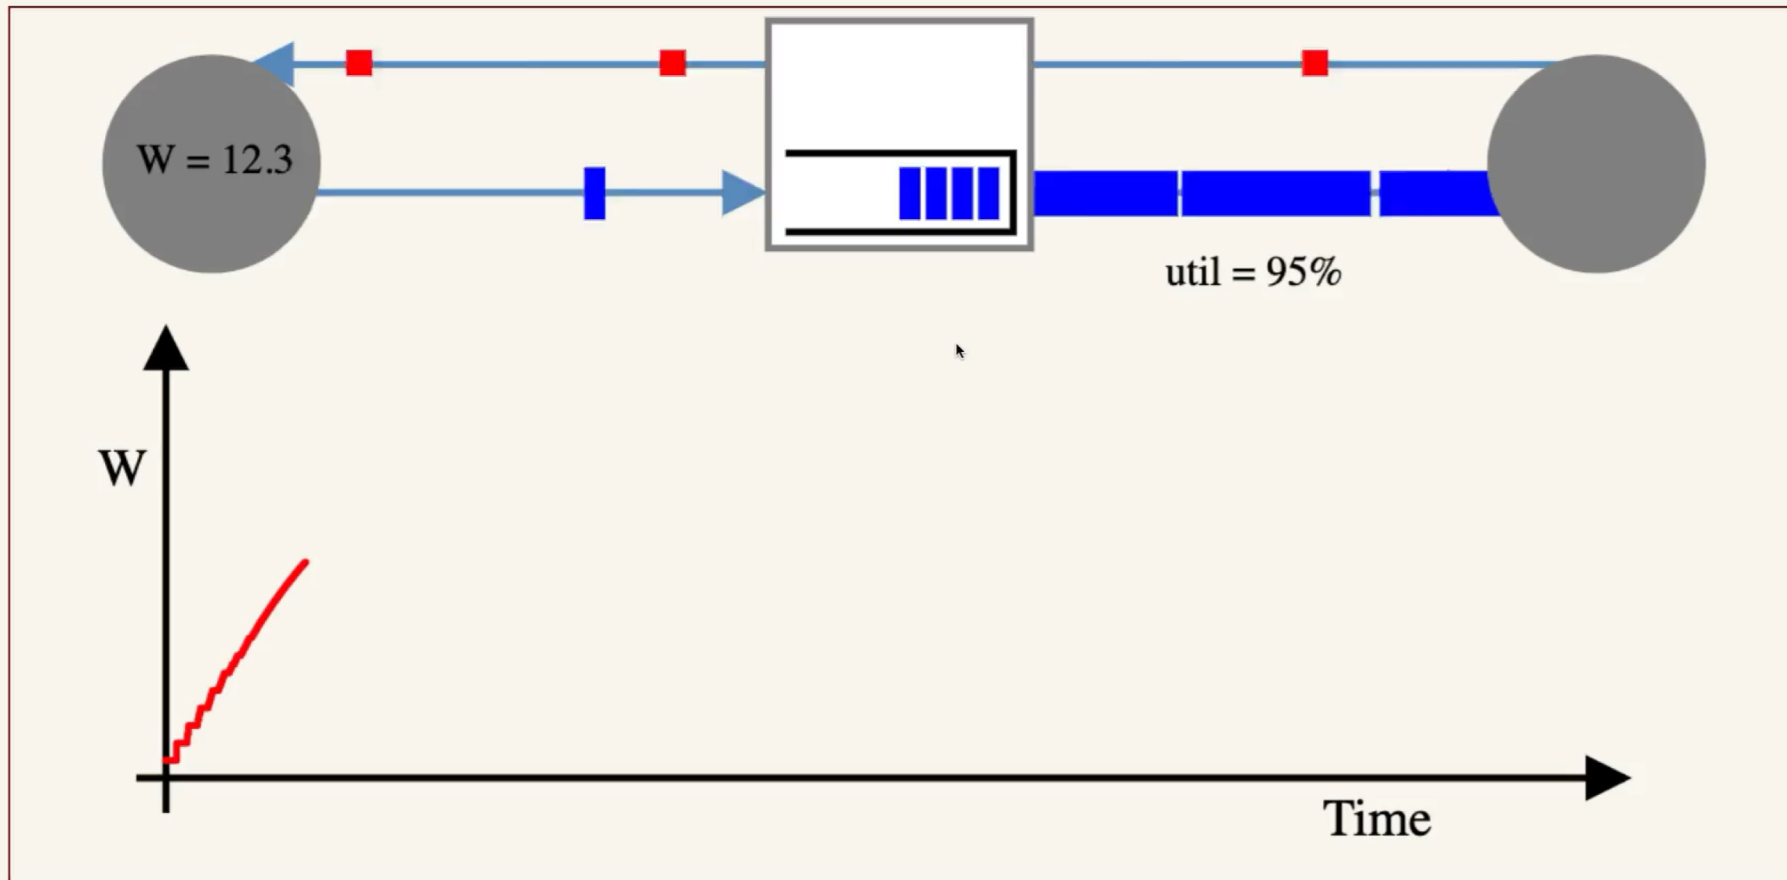 W = 12.3
util = 95%
W
Time